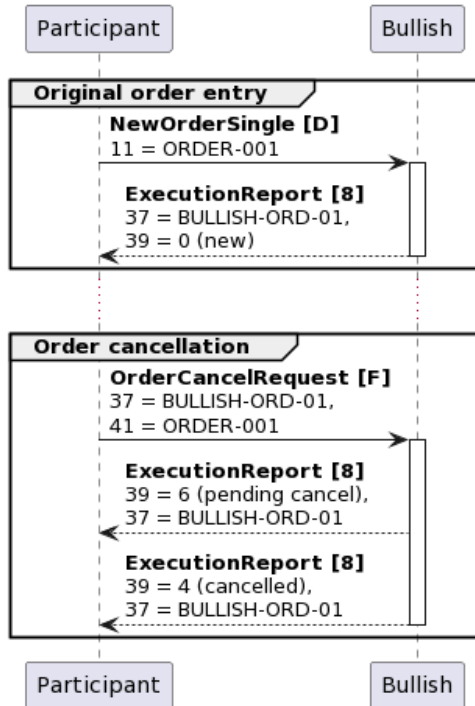 Participant
Bullish
Original order entry
NewOrderSingle [D]
11 = ORDER-001
ExecutionReport [8]
37 = BULLISH-ORD-01,
39 = 0 (new)
Order cancellation
OrderCancelRequest [F]
37 = BULLISH-ORD-01,
41 = ORDER-001
ExecutionReport [8]
39 = 6 (pending cancel),
37 = BULLISH-ORD-01
ExecutionReport [8]
39 = 4 (cancelled),
37 = BULLISH-ORD-01
Participant
Bullish